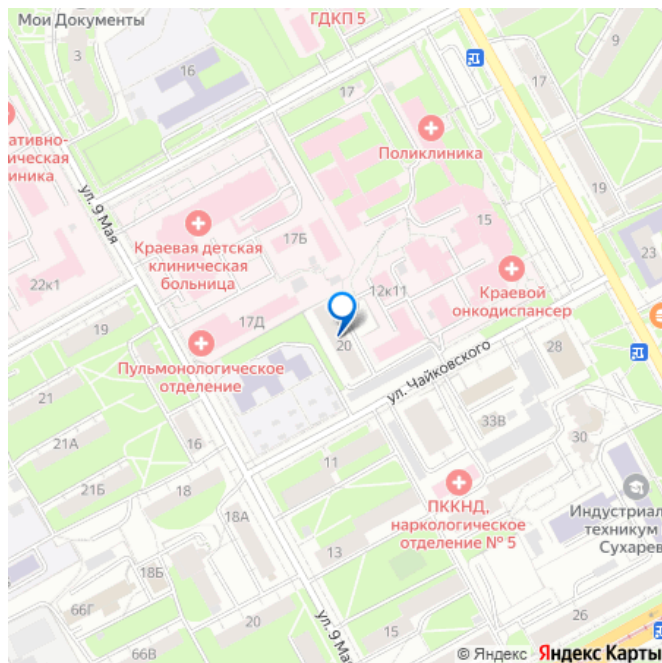 Мои Документы
ГДКП 5
3
16
17
17
9
Поликлиника
ативно-
ическая
иника
ул. 9 Мая
19
15
17Б
Краевая детская
клиническая
больница
23
22к1
12к11
Краевой
онкодиспансер
17Д
19
20
28
Пульмонологическое
отделение
ул. Чайковского
21
33В
30
21А
16
11
21Б
18
ПККНД,
наркологическое
отделение № 5
Индустриал
техникум
Сухарев
18А
13
18Б
66Г
20
26
ул. 9 Мая
15
66В
© Яндекс Яндекс Карты